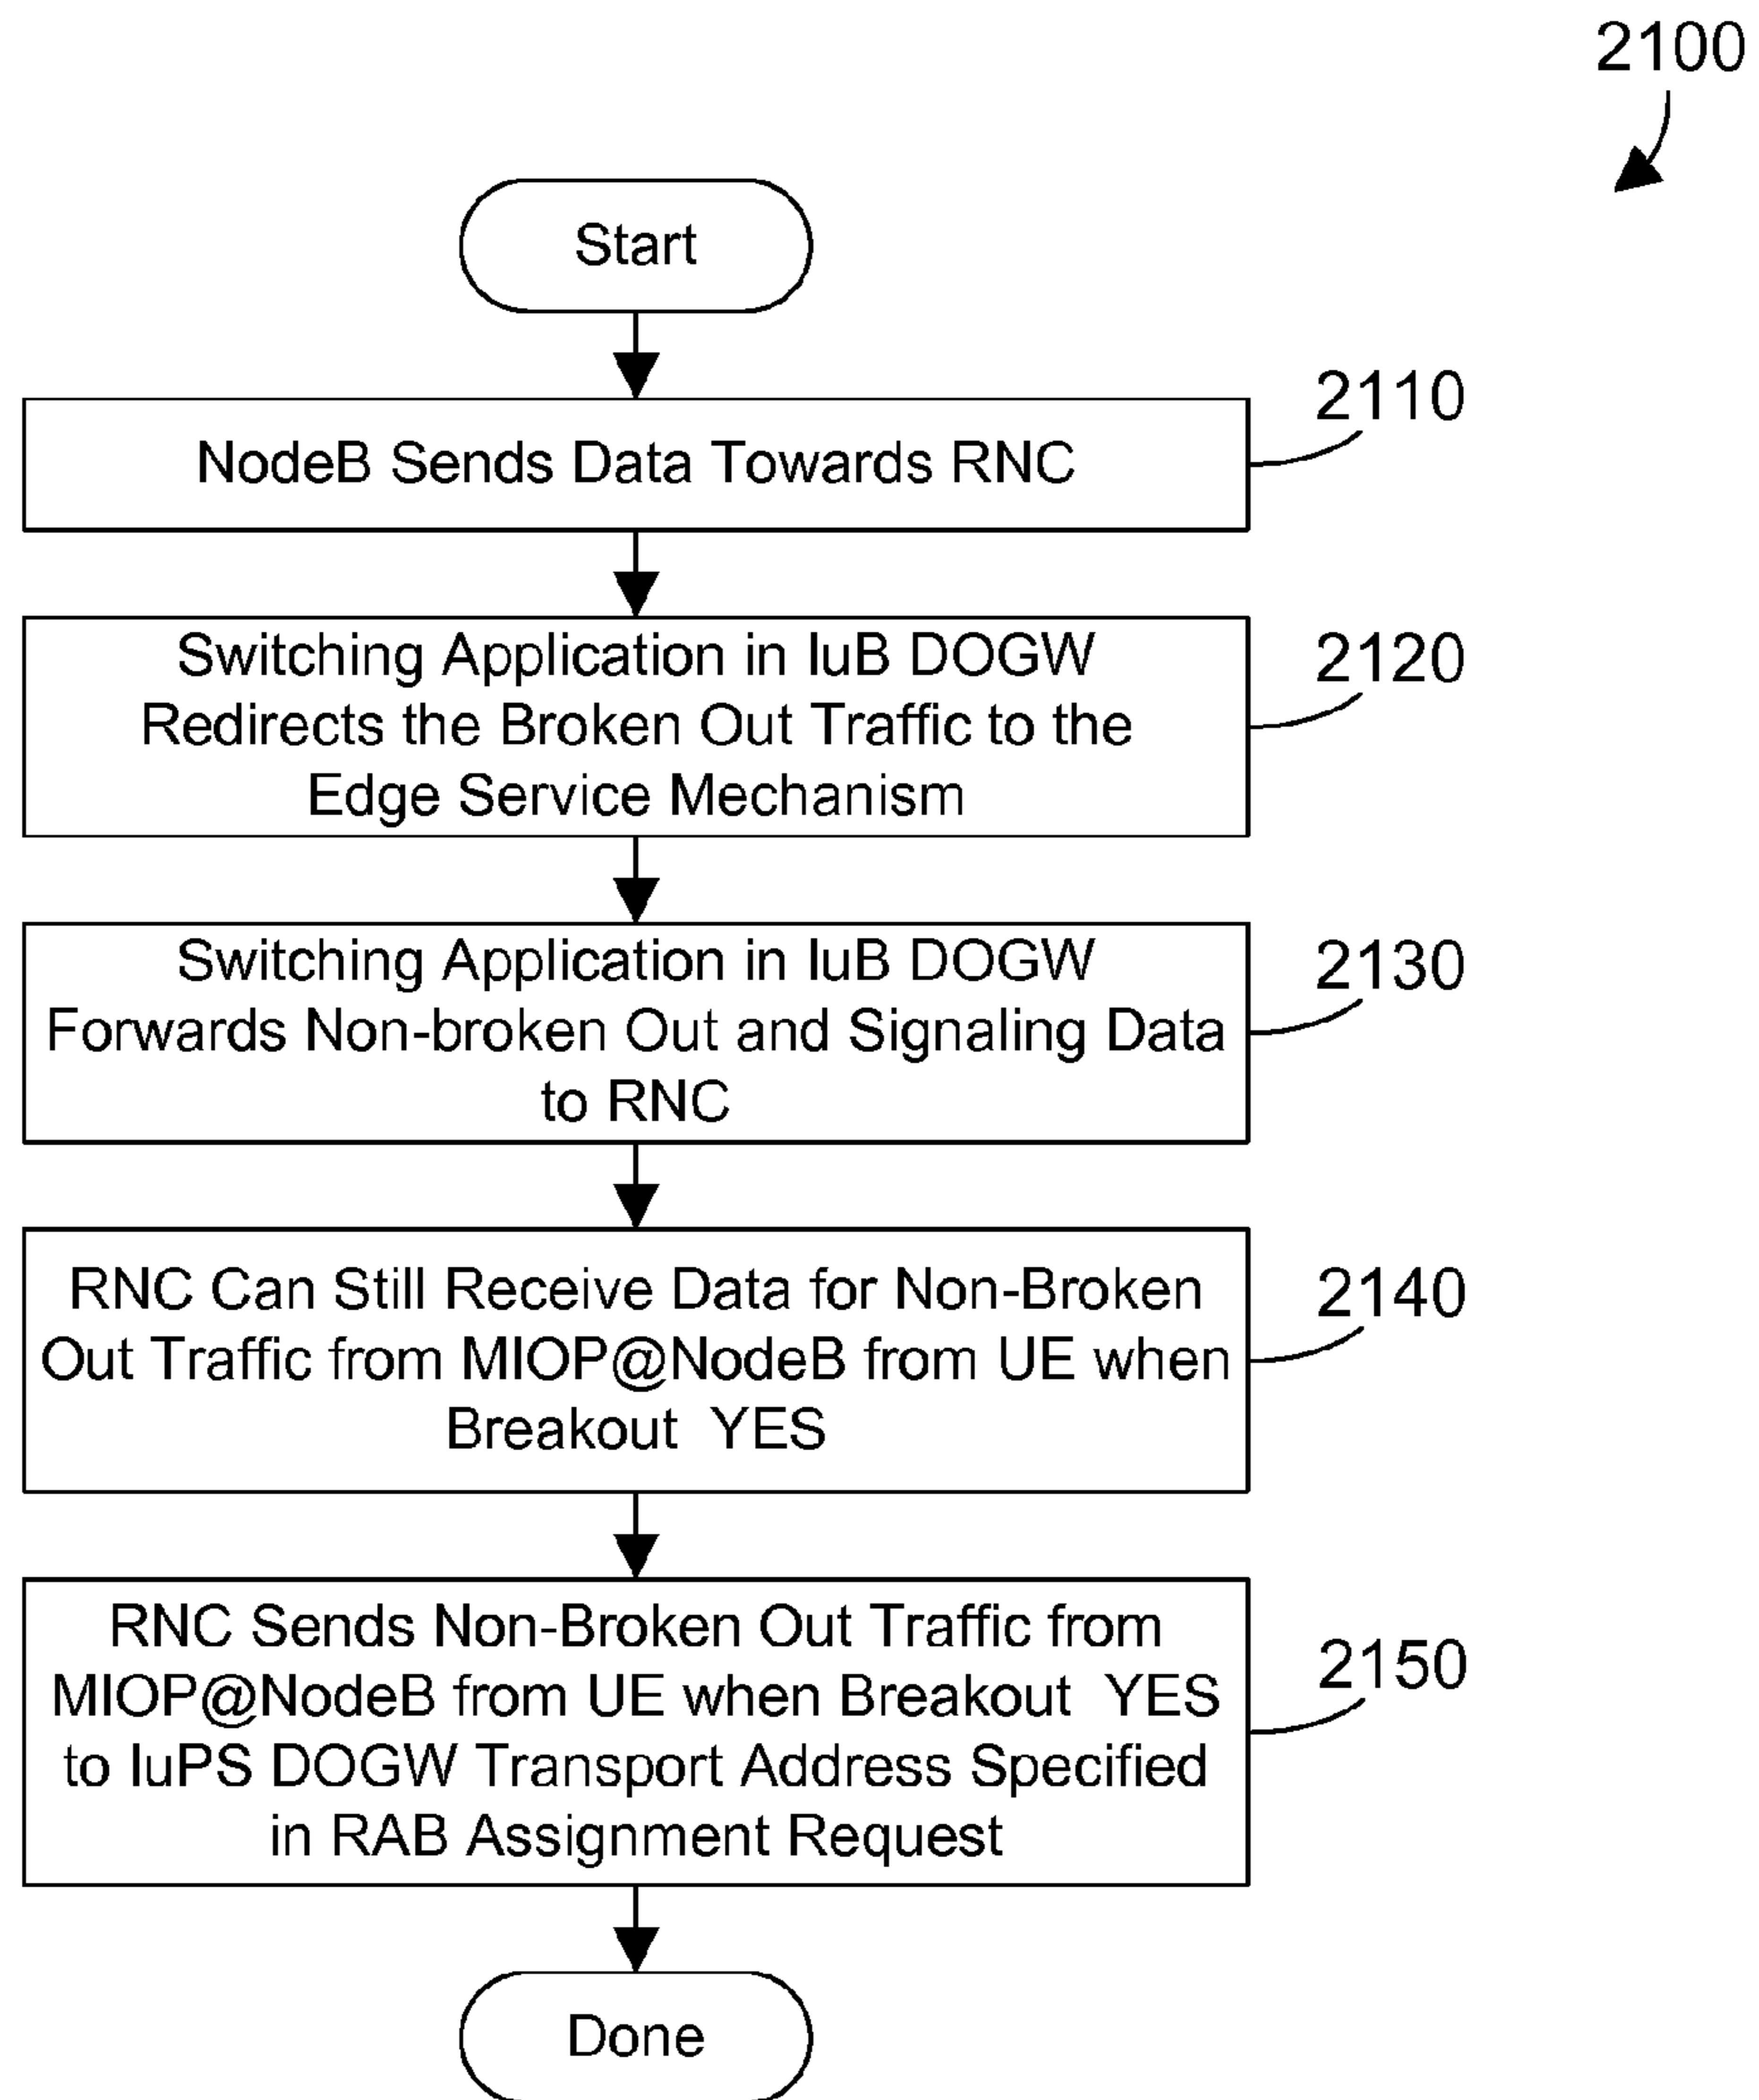 2100
Start
2110
NodeB Sends Data Towards RNC
2120
Switching Application in IuB DOGW
Redirects the Broken Out Traffic to the
Edge Service Mechanism
2130
Switching Application in IuB DOGW
Forwards Non-broken Out and Signaling Data
to RNC
2140
RNC Can Still Receive Data for Non-Broken
Out Traffic from MIOP@NodeB from UE when
Breakout YES
2150
RNC Sends Non-Broken Out Traffic from
MIOP@NodeB from UE when Breakout YES
to IuPS DOGW Transport Address Specified
in RAB Assignment Request
Done